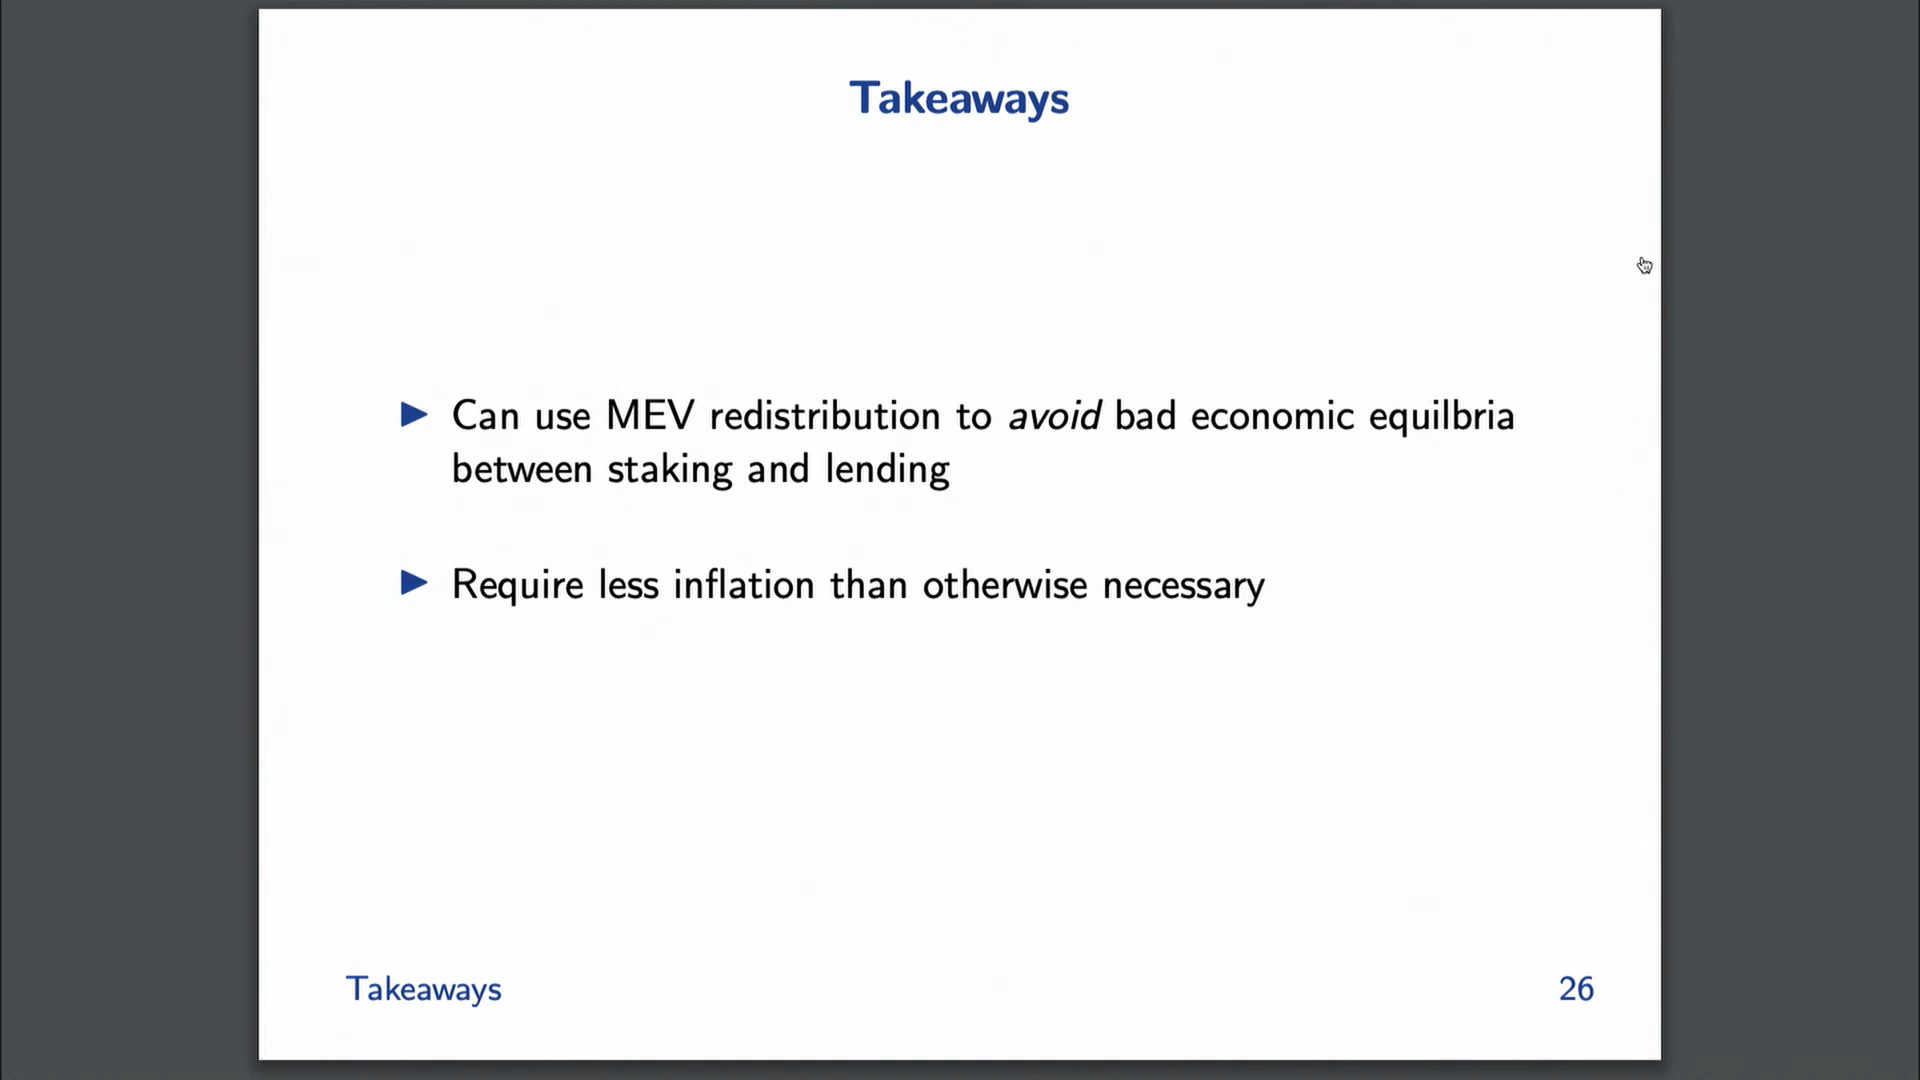 Takeaways
Can use MEV redistribution to avoid bad economic equilbria
between staking and lending
Require less inflation than otherwise necessary
Takeaways
26